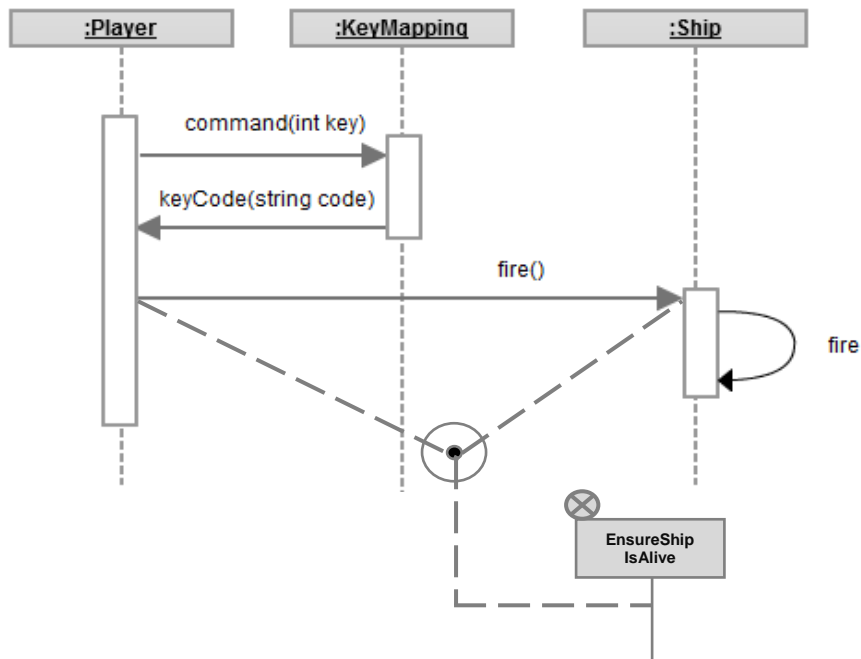 :Player
:KeyMapping
:Ship
command(int key)
keyCode(string code)
fire()
fire
EnsureShip
IsAlive